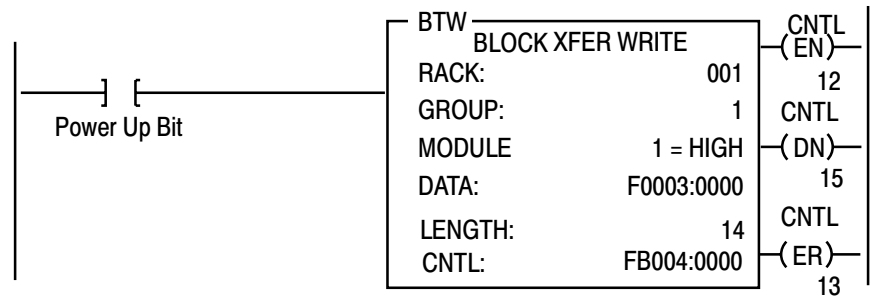 BTW
BLOCK XFER WRITE
RACK: 001
GROUP: 1
MODULE 1 = HIGH
DATA: F0003:0000
LENGTH: 14
CNTL: FB004:0000
Power Up Bit
CNTL
(EN)
12
CNTL
(DN)
15
CNTL
(ER)
13